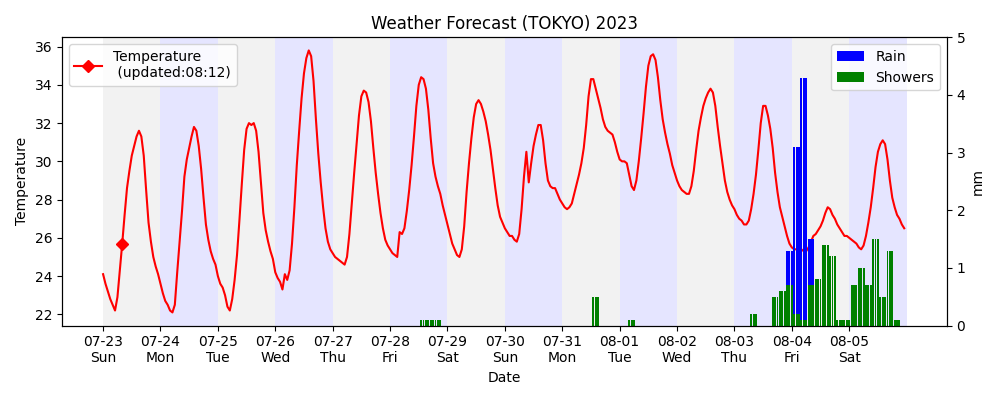 Weather Forecast (TOKYO) 2023
Temperature
(updated:08:12)
Rain
Showers
Temperature
36
34
32
30
28
26
24
22
5
4
3
2
1
0
mm
07-23 07-24 07-25 07-26 07-27 07-28 07-29 07-30 07-31 08-01 08-02 08-03 08-04 08-05
Sun Mon Tue Wed Thu Fri Sat Sun Mon Tue Wed Thu Fri Sat
Date